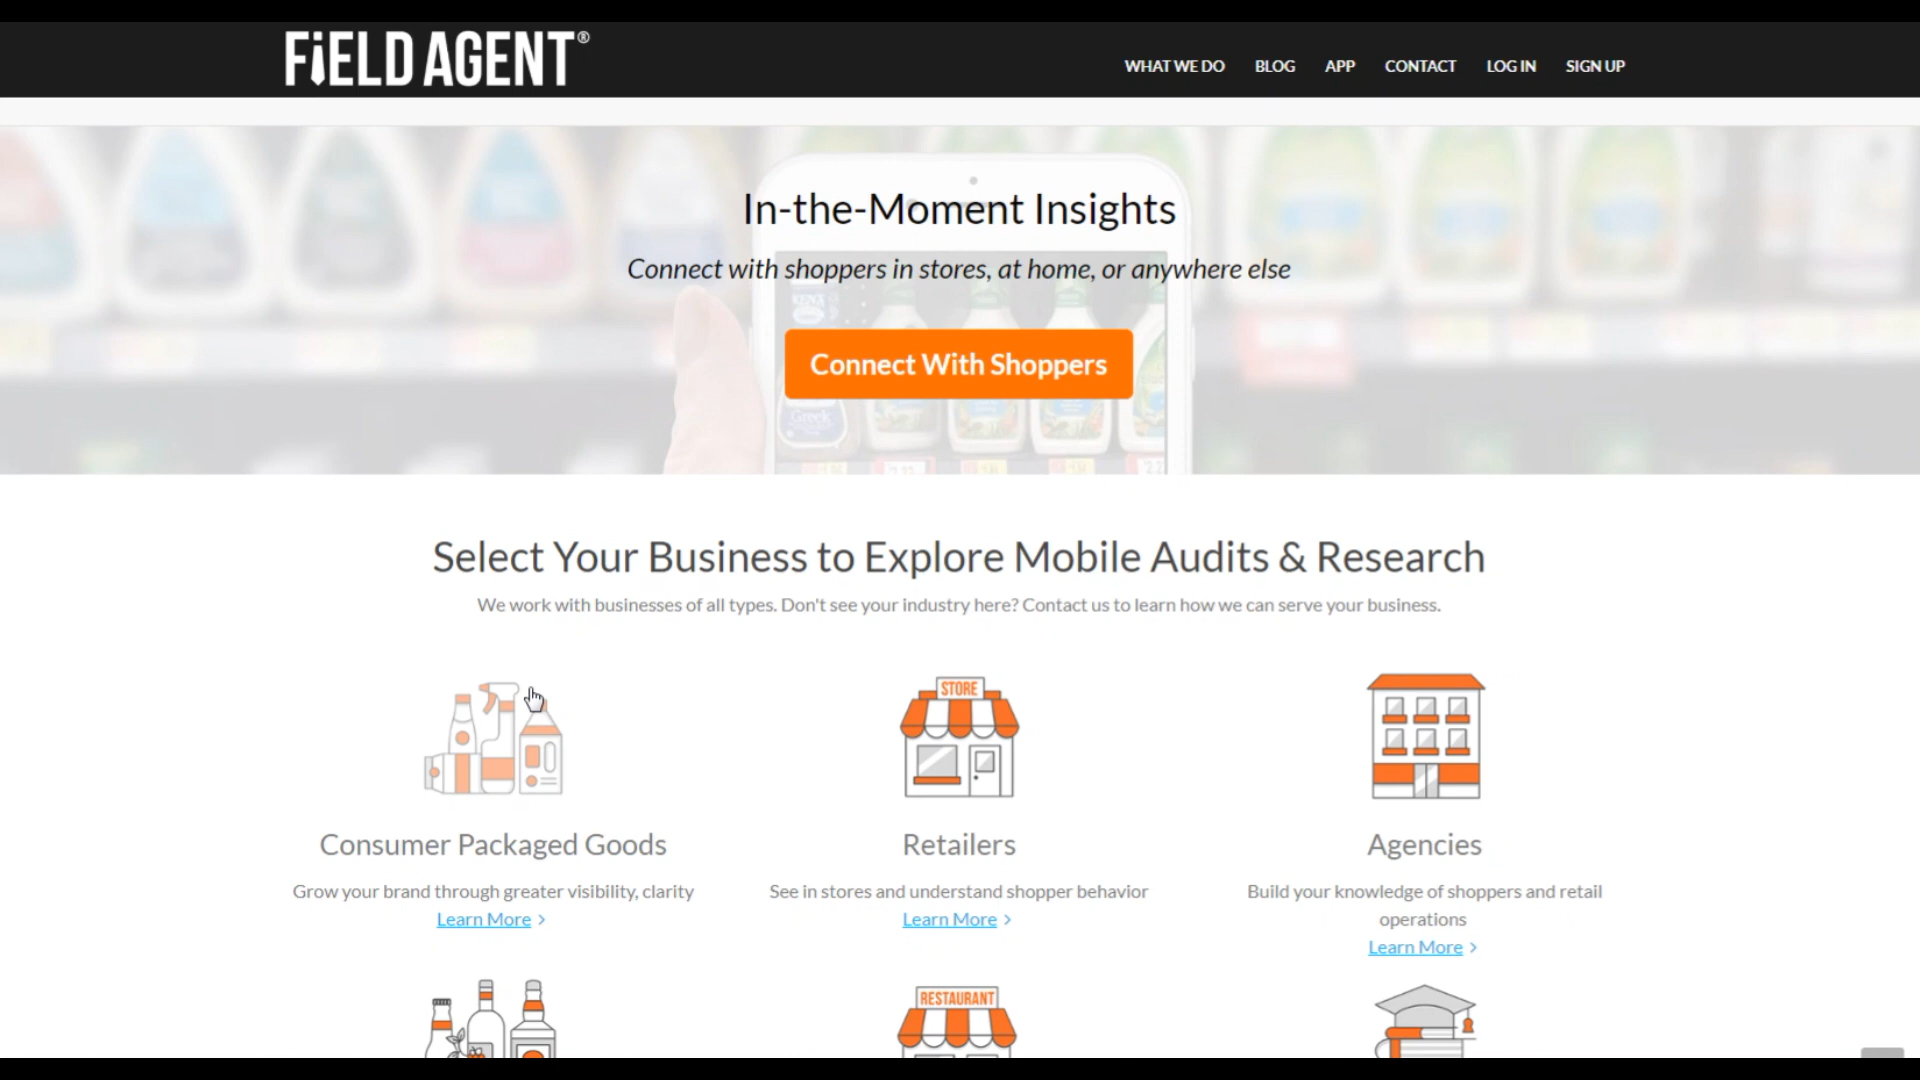 FiELD AGENT®
WHAT WE DO BLOG APP CONTACT LOG IN SIGN UP
In-the-Moment Insights
Connect with shoppers in stores, at home, or anywhere else
Connect With Shoppers
Greek
Select Your Business to Explore Mobile Audits & Research
We work with businesses of all types. Don't see your industry here? Contact us to learn how we can serve your business.
STORE
Consumer Packaged Goods
Grow your brand through greater visibility, clarity
Learn More >
Retailers
See in stores and understand shopper behavior
Learn More >
Agencies
Build your knowledge of shoppers and retail
operations
Learn More >
RESTAURANT